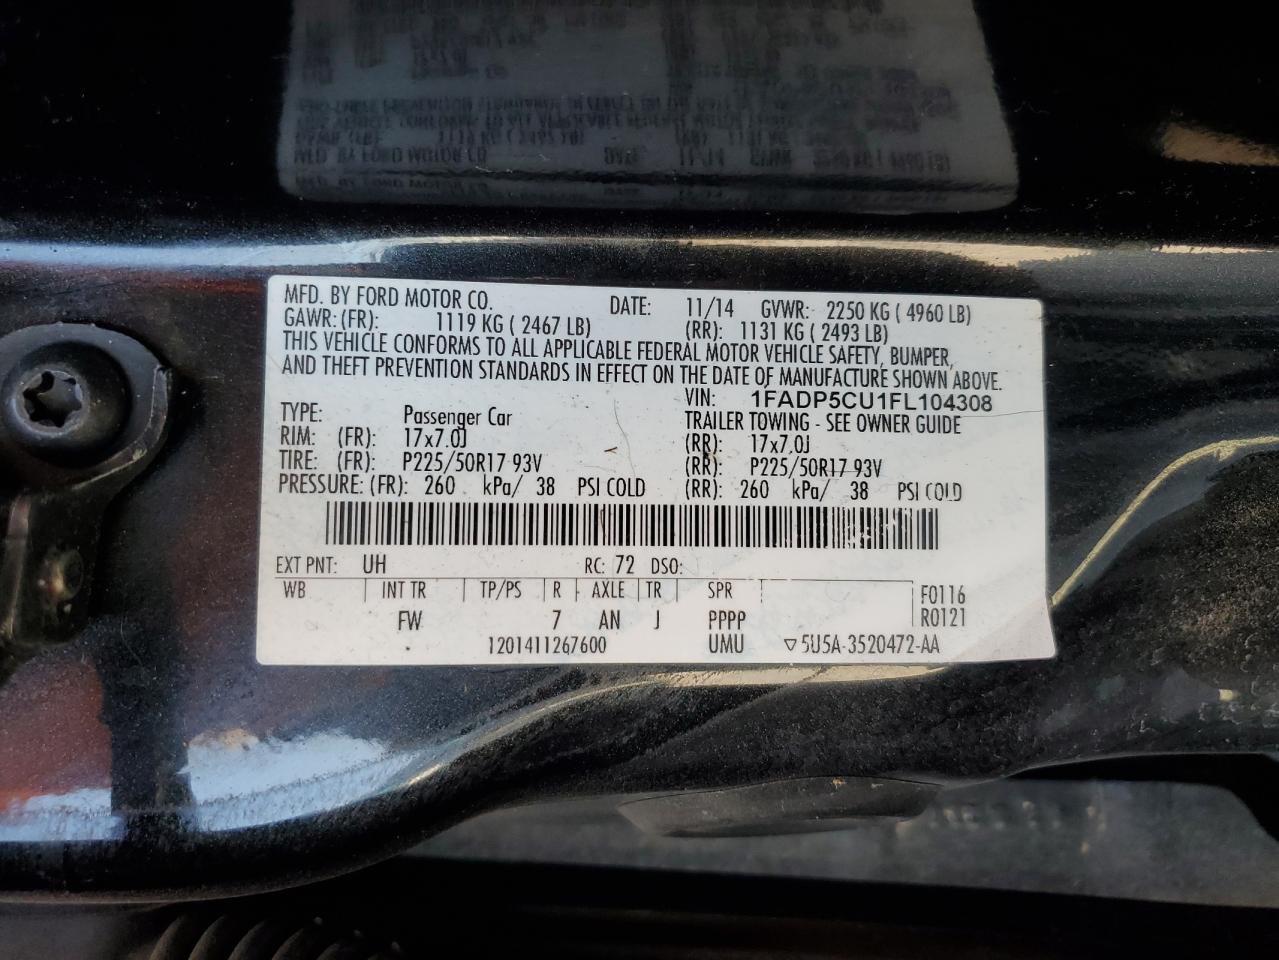 MFD. BY FORD MOTOR CO. DATE: 11/14 GVWR: 2250 KG ( 4960 LB)
GAWR: (FR): 1119 KG ( 2467 LB) (RR): 1131 KG ( 2493 LB)
THIS VEHICLE CONFORMS TO ALL APPLICABLE FEDERAL MOTOR VEHICLE SAFETY, BUMPER,
AND THEFT PREVENTION STANDARDS IN EFFECT ON THE DATE OF MANUFACTURE SHOWN ABOVE.
VIN: 1FADP5CU1FL104308
TYPE: Passenger Car TRAILER TOWING - SEE OWNER GUIDE
RIM: (FR): 17x7.0J (RR): 17x7.0J
TIRE: (FR): P225/50R17 93V (RR): P225/50R17 93V
PRESSURE: (FR): 260 kPa/ 38 PSI COLD (RR): 260 kPa/ 38 PSI COLD
EXT PNT: UH RC: 72 DSO:
WB INT TR TP/PS R AXLE TR SPR F0116
FW 7 AN J PPPP R0121
1201411267600 UMU ▽5U5A-3520472-AA